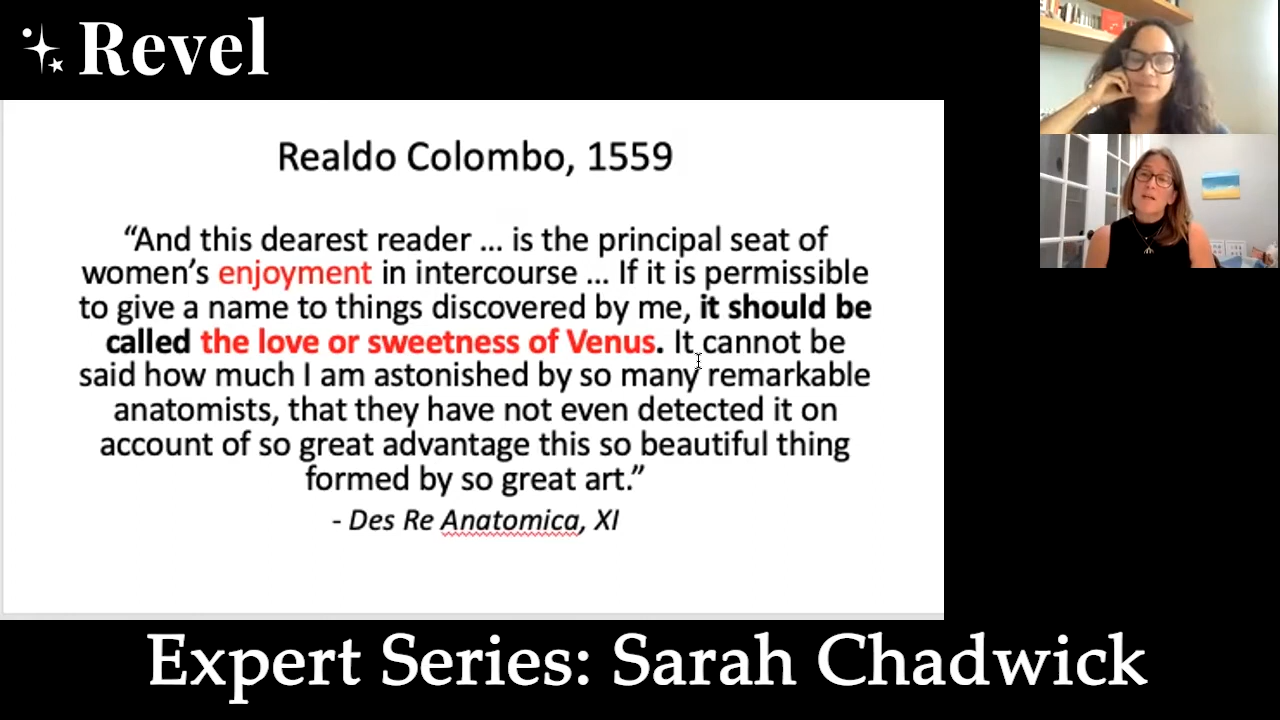 Revel
Realdo Colombo, 1559
“And this dearest reader ... is the principal seat of
women’s enjoyment in intercourse ... If it is permissible
to give a name to things discovered by me, it should be
called the love or sweetness of Venus. It cannot be
said how much I am astonished by so many remarkable
anatomists, that they have not even detected it on
account of so great advantage this so beautiful thing
formed by so great art.”
- Des Re Anatomica, XI
Expert Series: Sarah Chadwick